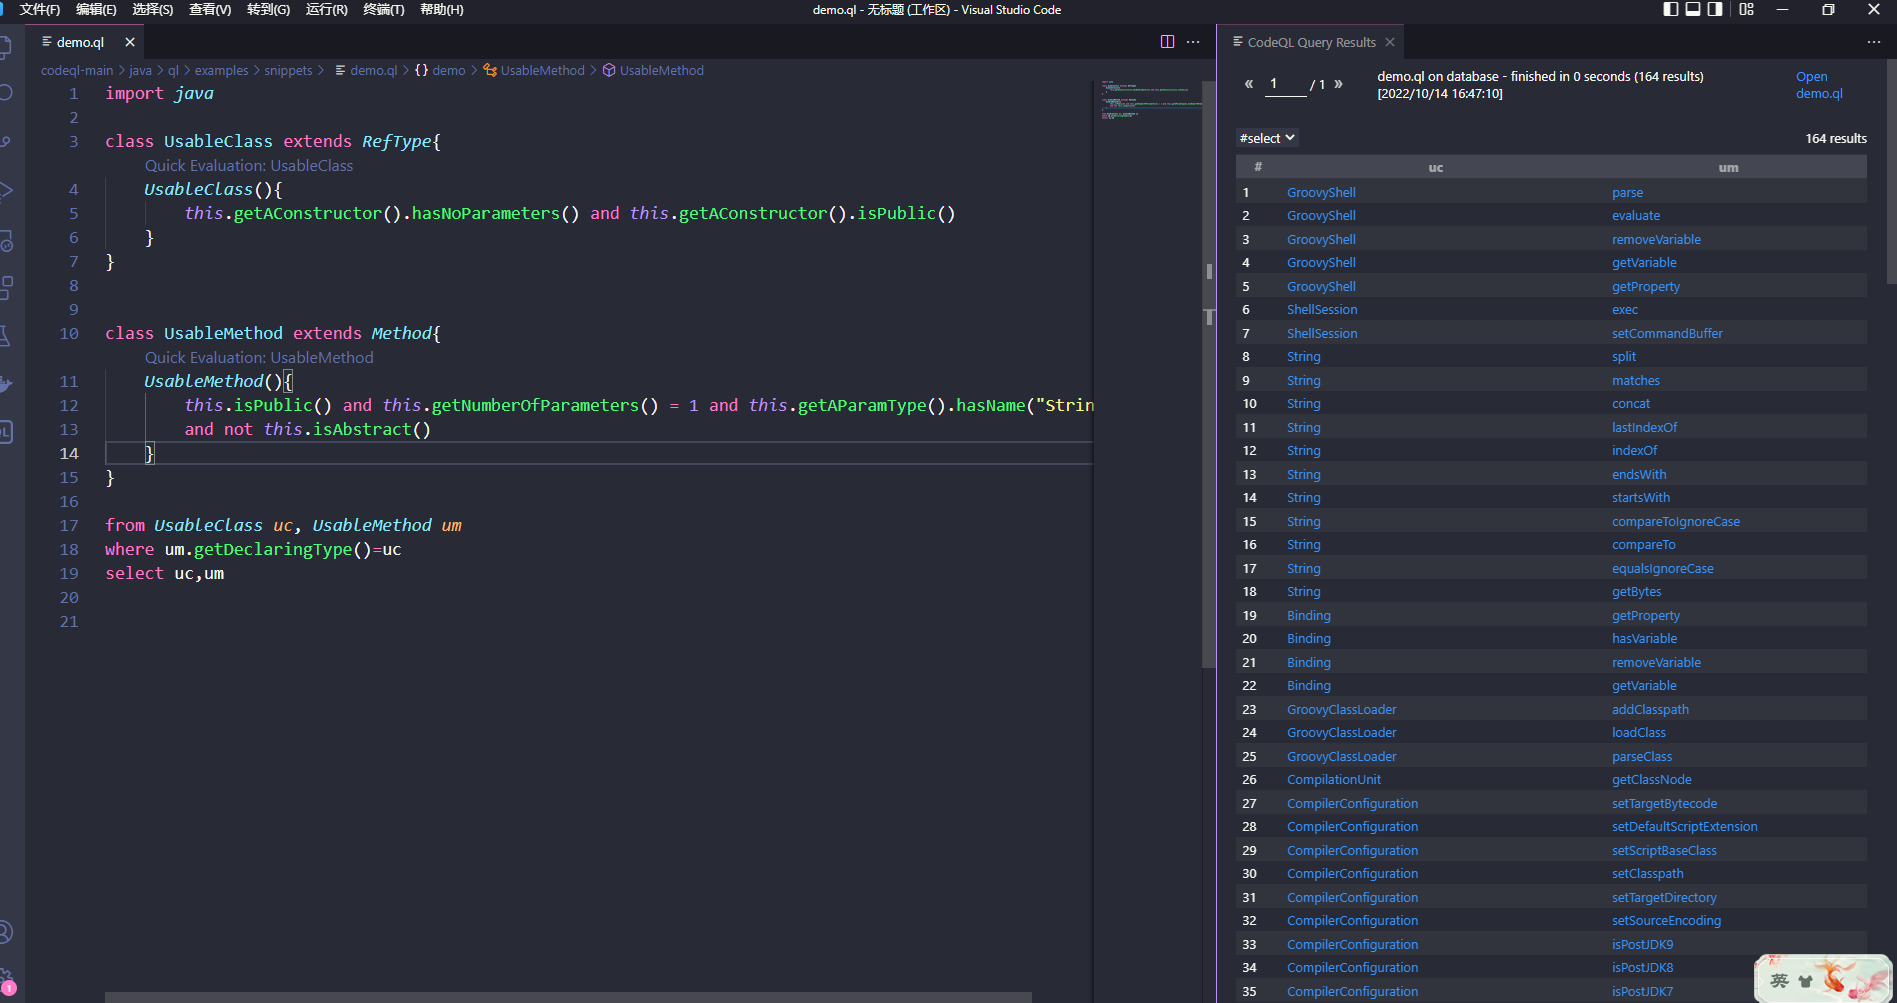 文件(F) 编辑(E) 选择(S) 查看(V) 转到(G) 运行(R) 终端(T) 帮助(H) demo.ql - 无标题 (工作区) - Visual Studio Code
demo.ql
codeql-main > java > ql > examples > snippets > demo.ql > {} demo > UsableMethod > UsableMethod
1 import java
2
3 class UsableClass extends RefType{
Quick Evaluation: UsableClass
4 UsableClass(){
5 this.getAConstructor().hasNoParameters() and this.getAConstructor().isPublic()
6 }
7 }
8
9
10 class UsableMethod extends Method{
Quick Evaluation: UsableMethod
11 UsableMethod(){
12 this.isPublic() and this.getNumberOfParameters() = 1 and this.getAParamType().hasName("Strin
13 and not this.isAbstract()
14 }
15 }
16
17 from UsableClass uc, UsableMethod um
18 where um.getDeclaringType()=uc
19 select uc,um
20
21
CodeQL Query Results
« 1 / 1 »
demo.ql on database - finished in 0 seconds (164 results)
[2022/10/14 16:47:10]
Open
demo.ql
#select 164 results
# uc um
1 GroovyShell parse
2 GroovyShell evaluate
3 GroovyShell removeVariable
4 GroovyShell getVariable
5 GroovyShell getProperty
6 ShellSession exec
7 ShellSession setCommandBuffer
8 String split
9 String matches
10 String concat
11 String lastIndexOf
12 String indexOf
13 String endsWith
14 String startsWith
15 String compareToIgnoreCase
16 String compareTo
17 String equalsIgnoreCase
18 String getBytes
19 Binding getProperty
20 Binding hasVariable
21 Binding removeVariable
22 Binding getVariable
23 GroovyClassLoader addClasspath
24 GroovyClassLoader loadClass
25 GroovyClassLoader parseClass
26 CompilationUnit getClassNode
27 CompilerConfiguration setTargetBytecode
28 CompilerConfiguration setDefaultScriptExtension
29 CompilerConfiguration setScriptBaseClass
30 CompilerConfiguration setClasspath
31 CompilerConfiguration setTargetDirectory
32 CompilerConfiguration setSourceEncoding
33 CompilerConfiguration isPostJDK9
34 CompilerConfiguration isPostJDK8
35 CompilerConfiguration isPostJDK7
英
1